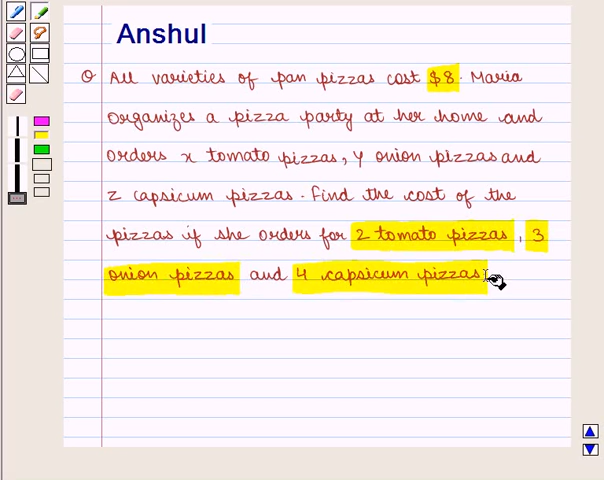 Anshul
Q All varieties of pan pizzas cost $8. Maria
Organizes a pizza party at her home and
orders x tomato pizzas, y onion pizzas and
z capsicum pizzas. Find the cost of the
pizzas if she orders for 2 tomato pizzas, 3
onion pizzas and 4 capsicum pizzas.